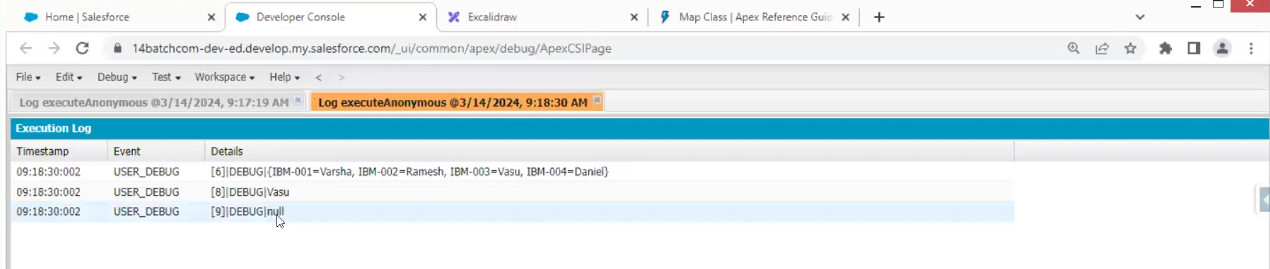 Home | Salesforce
Developer Console
Excalidraw
Map Class | Apex Reference Guid
14batchcom-dev-ed.develop.my.salesforce.com/_ui/common/apex/debug/ApexCSIPage
File Edit Debug Test Workspace Help < >
Log executeAnonymous @3/14/2024, 9:17:19 AM
Log executeAnonymous @3/14/2024, 9:18:30 AM
Execution Log
Timestamp Event Details
09:18:30:002 USER_DEBUG [6]|DEBUG|{IBM-001=Varsha, IBM-002=Ramesh, IBM-003=Vasu, IBM-004=Daniel}
09:18:30:002 USER_DEBUG [8]|DEBUG|Vasu
09:18:30:002 USER_DEBUG [9]|DEBUG|null